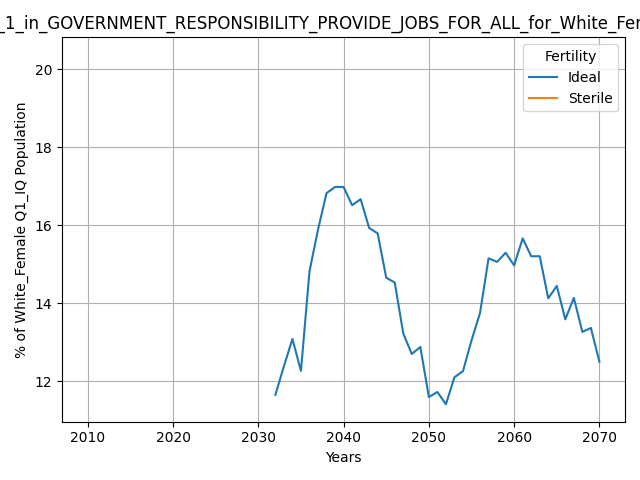 _1_in_GOVERNMENT_RESPONSIBILITY_PROVIDE_JOBS_FOR_ALL_for_White_Fer
Fertility
Ideal
Sterile
% of White_Female Q1_IQ Population
20
18
16
14
12
2010 2020 2030 2040 2050 2060 2070
Years